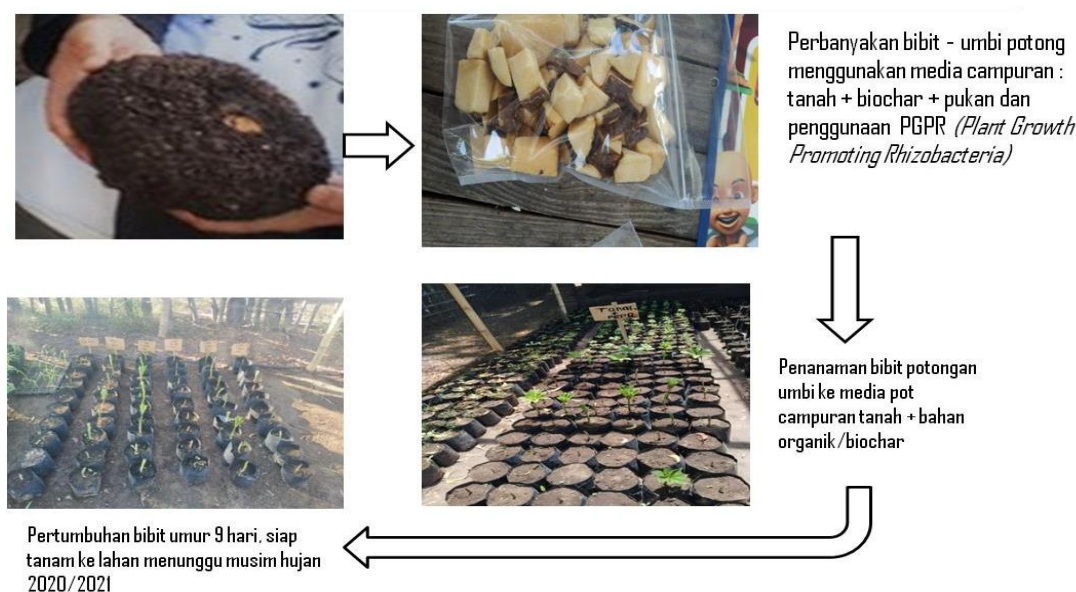 Perbanyakan bibit - umbi potong
menggunakan media campuran :
tanah + biochar + pukan dan
penggunaan PGPR (Plant Growth
Promoting Rhizobacteria)
Penanaman bibit potongan
umbi ke media pot
campuran tanah + bahan
organik/biochar
Pertumbuhan bibit umur 9 hari, siap
tanam ke lahan menunggu musim hujan
2020/2021